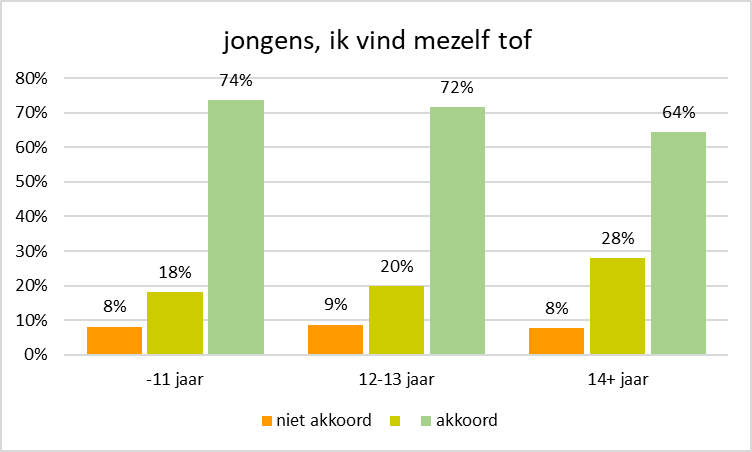 jongens, ik vind mezelf tof
80%
70%
60%
50%
40%
30%
20%
10%
0%
8% 18% 74%
9% 20% 72%
8% 28% 64%
-11 jaar 12-13 jaar 14+ jaar
niet akkoord akkoord